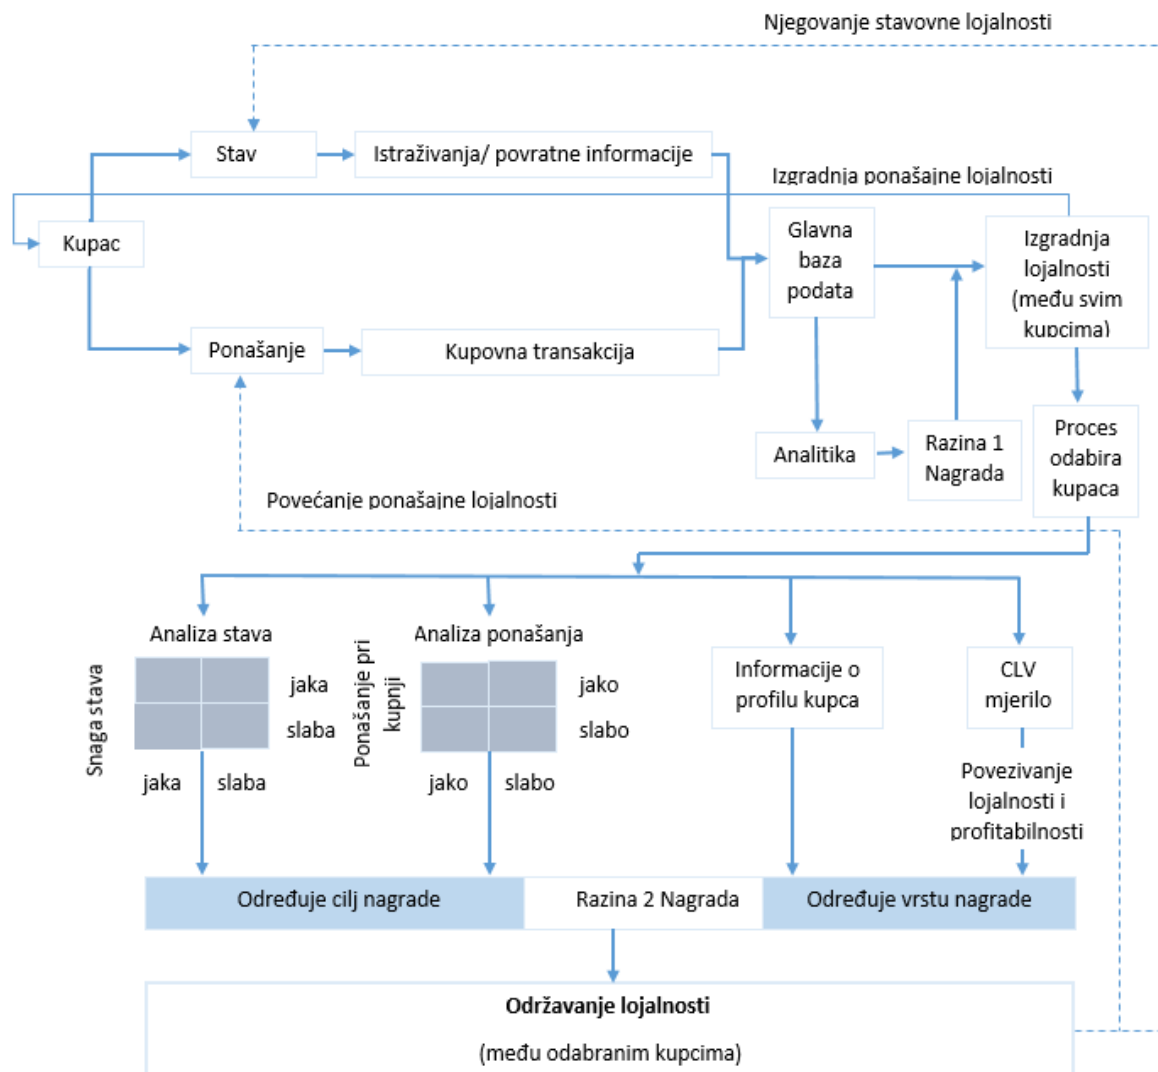 Njegovanje stavovne lojalnosti
Stav
Istraživanja/ povratne informacije
Izgradnja ponašajne lojalnosti
Kupac
Glavna
baza
podata
Izgradnja
lojalnosti
(među svim
kupcima)
Ponašanje
Kupovna transakcija
Analitika
Razina 1
Nagrada
Proces
odabira
kupaca
Povećanje ponašajne lojalnosti
Analiza stava
Snaga stava
jaka
slaba
jaka
slaba
Analiza ponašanja
Ponašanje pri
kupnji
jako
slabo
jako
slabo
Informacije o
profilu kupca
CLV
mjerilo
Povezivanje
lojalnosti i
profitabilnosti
Određuje cilj nagrade
Razina 2 Nagrada
Određuje vrstu nagrade
Održavanje lojalnosti
(među odabranim kupcima)